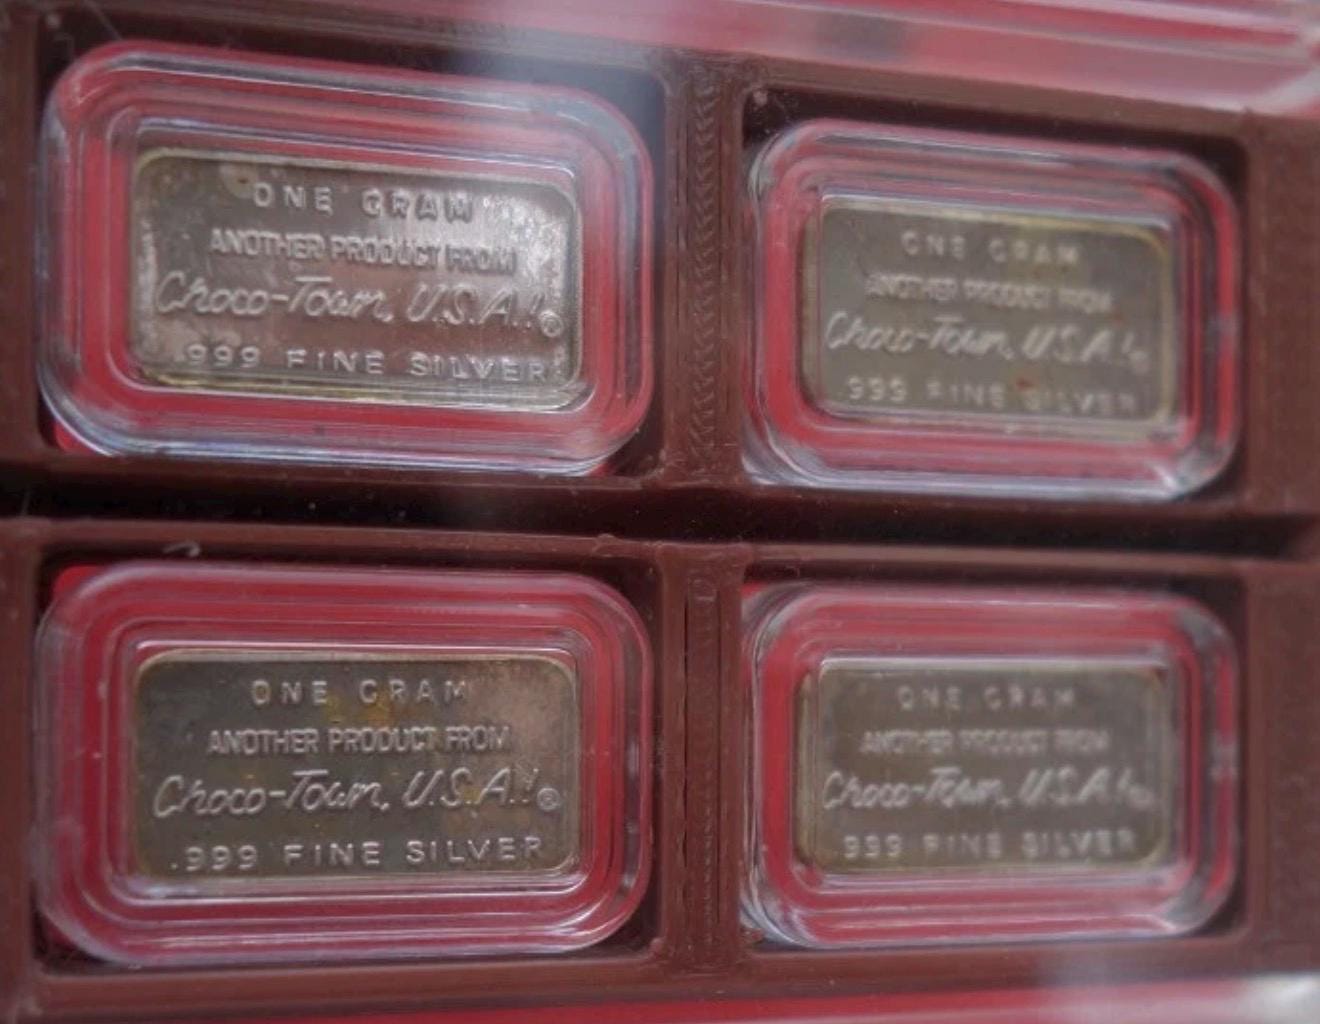 ONE GRAM
ANOTHER PRODUCT FROM
Choco-Town, U.S.A.!®
.999 FINE SILVER
ONE GRAM
ANOTHER PRODUCT FROM
Choco-Town, U.S.A.!®
.999 FINE SILVER
ONE GRAM
ANOTHER PRODUCT FROM
Choco-Town, U.S.A.!®
.999 FINE SILVER
ONE GRAM
ANOTHER PRODUCT FROM
Choco-Town, U.S.A.!®
.999 FINE SILVER